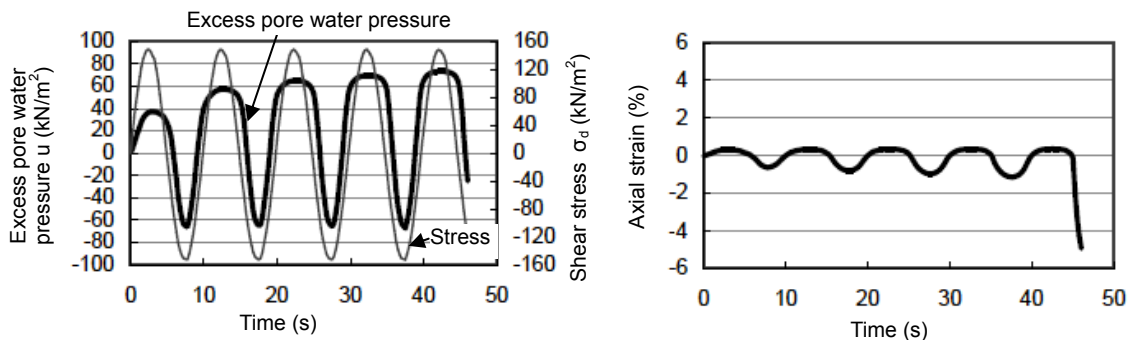 Excess pore water pressure
Excess pore water
pressure u (kN/m²)
100
80
60
40
20
0
-20
-40
-60
-80
-100
160
120
80
40
0
-40
-80
-120
-160
Shear stress σd (kN/m²)
Stress
0 10 20 30 40 50
Time (s)
Axial strain (%)
6
4
2
0
-2
-4
-6
0 10 20 30 40 50
Time (s)